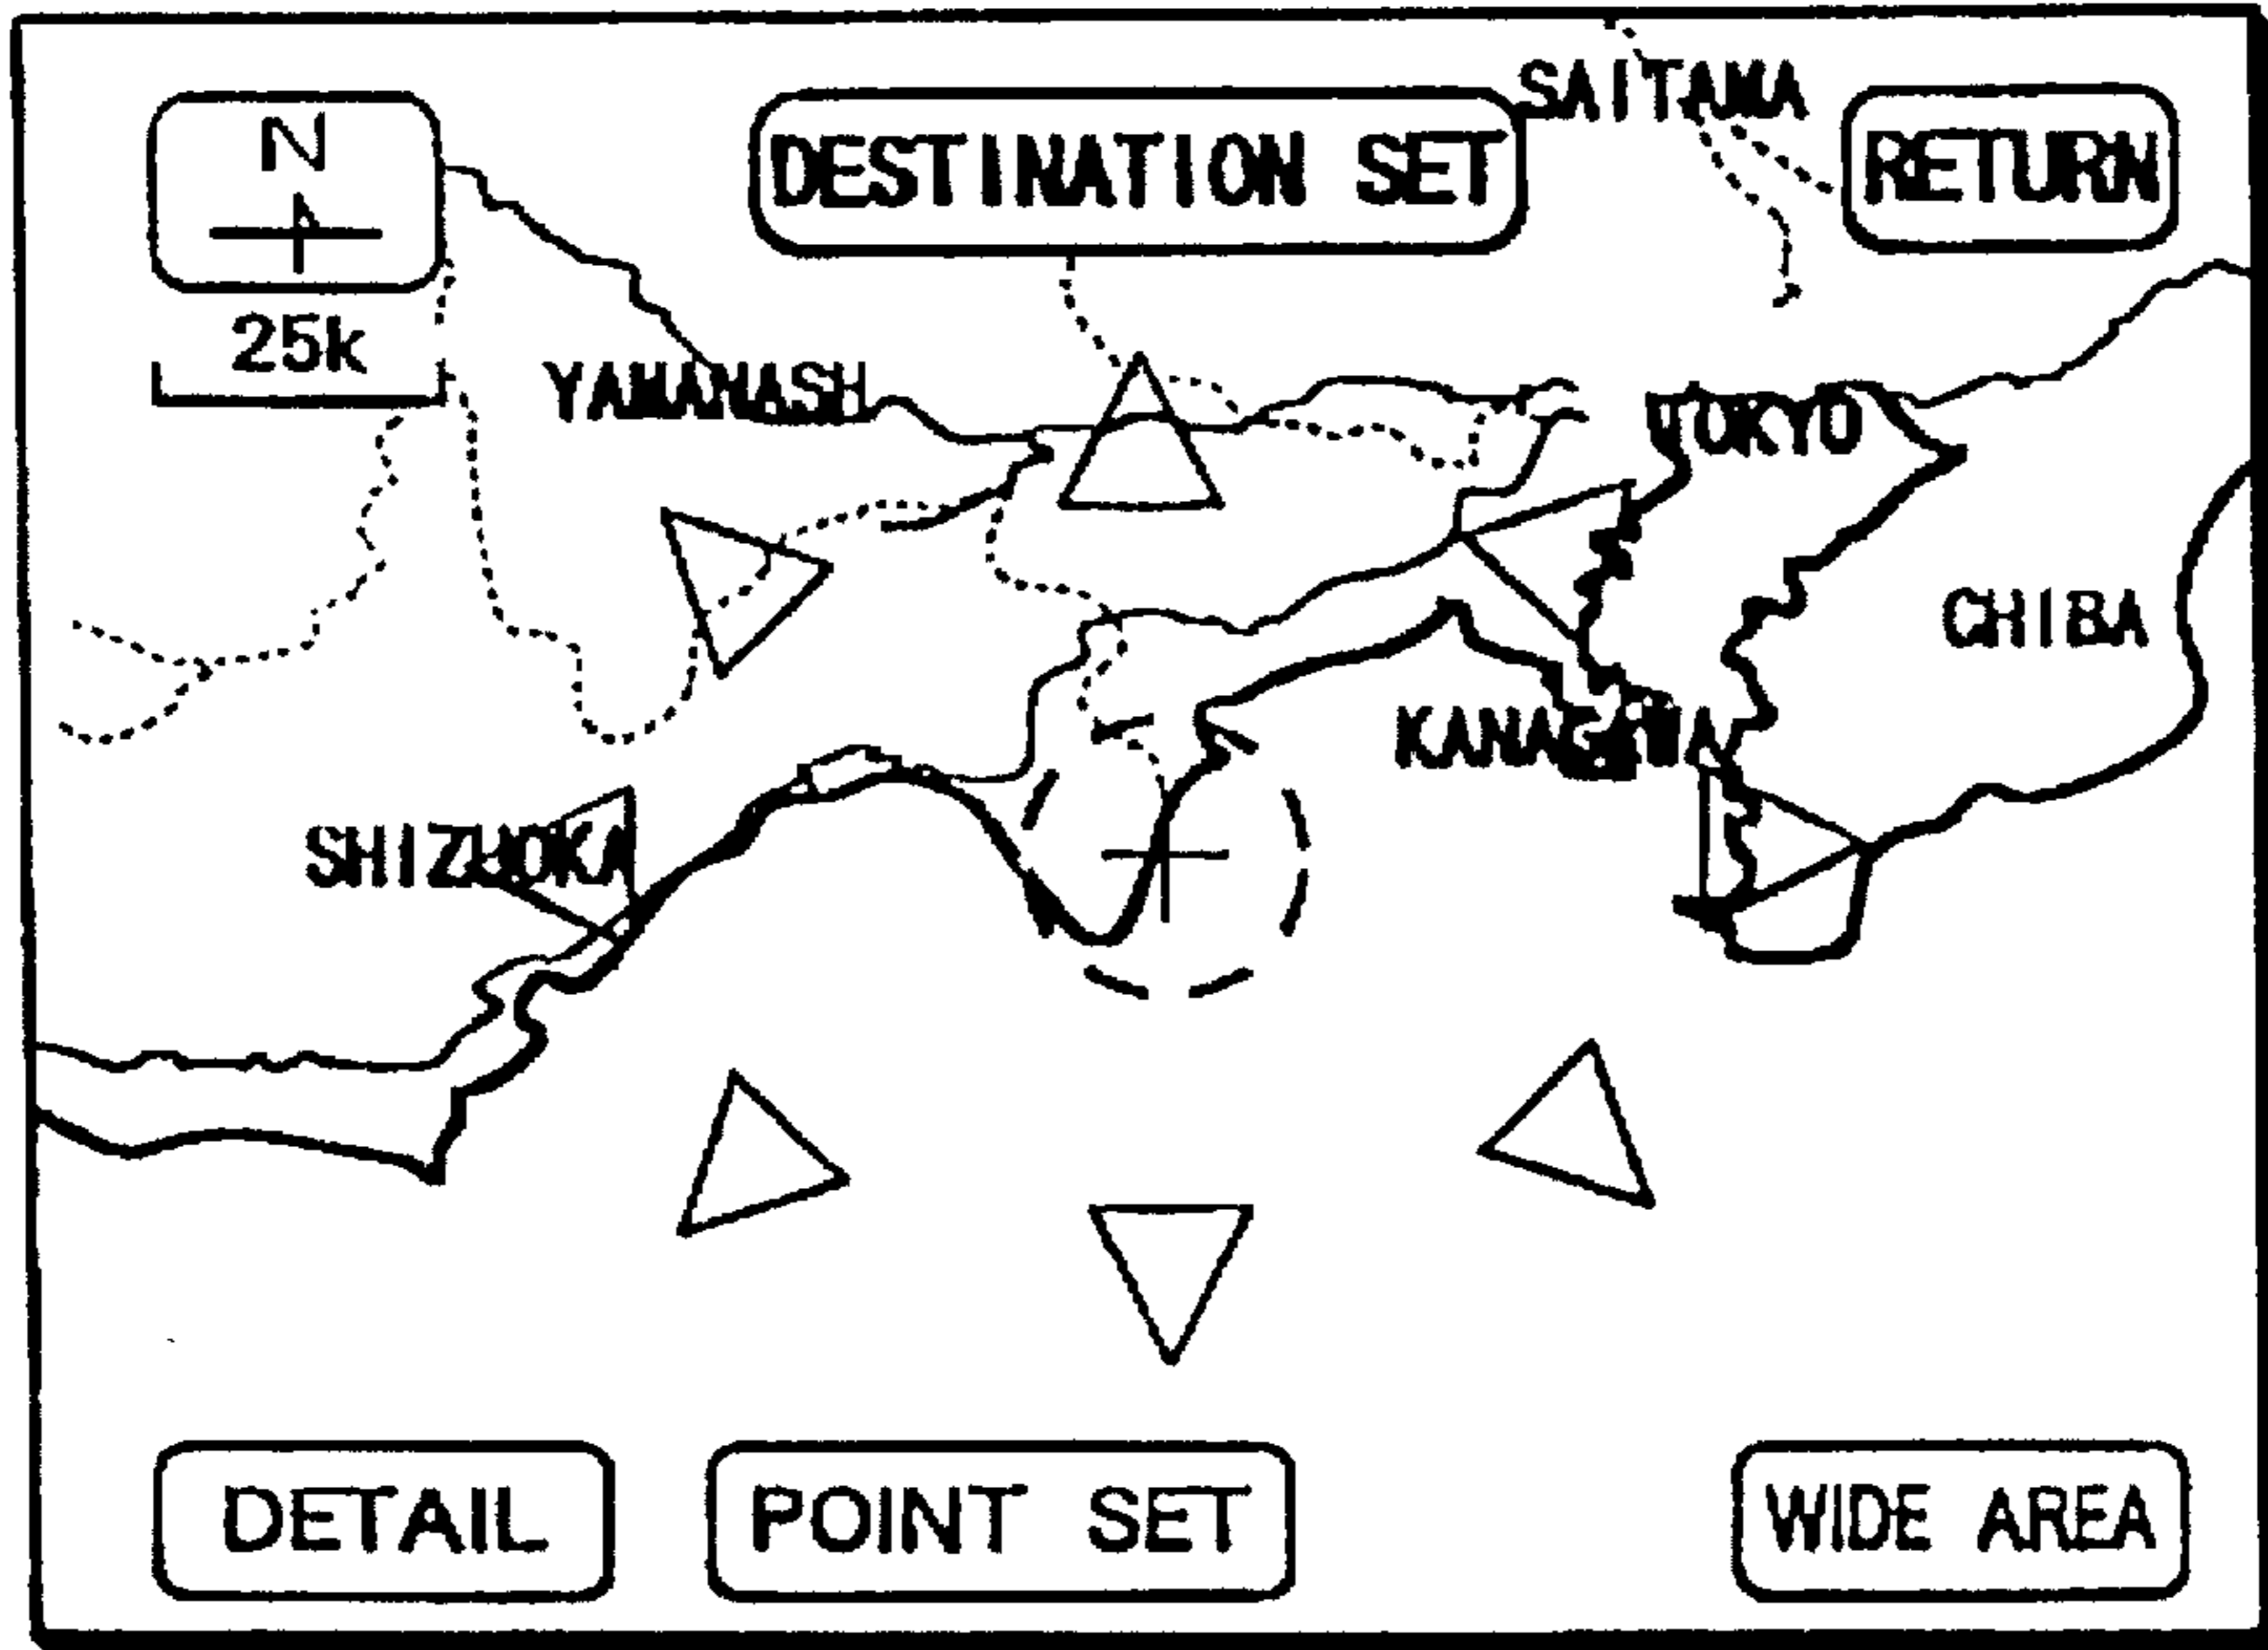 SAITAMA
N
DESTINATION SET
RETURN
25k
YAMANASH
TOKYO
CHIBA
KANAGAWA
SHIZUOKA
DETAIL
POINT SET
WIDE AREA